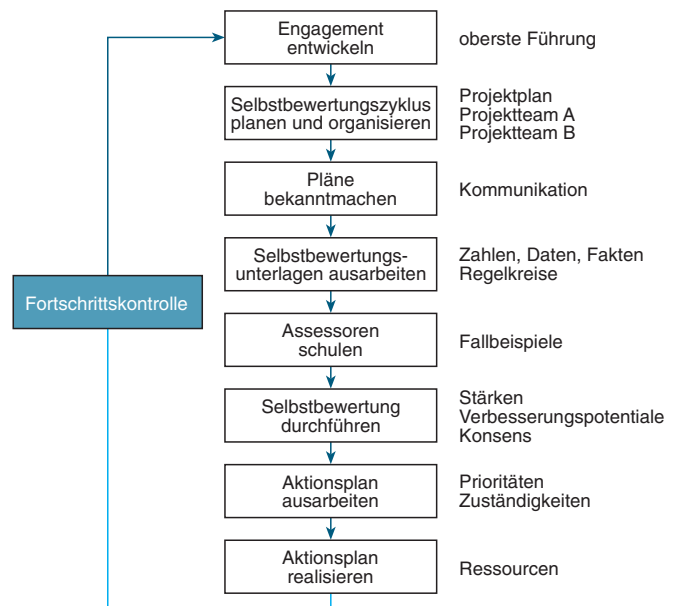 Engagement
entwickeln
oberste Führung
Selbstbewertungszyklus
planen und organisieren
Projektplan
Projektteam A
Projektteam B
Pläne
bekanntmachen
Kommunikation
Selbstbewertungs-
unterlagen ausarbeiten
Zahlen, Daten, Fakten
Regelkreise
Fortschrittskontrolle
Assessoren
schulen
Fallbeispiele
Selbstbewertung
durchführen
Stärken
Verbesserungspotentiale
Konsens
Aktionsplan
ausarbeiten
Prioritäten
Zuständigkeiten
Aktionsplan
realisieren
Ressourcen